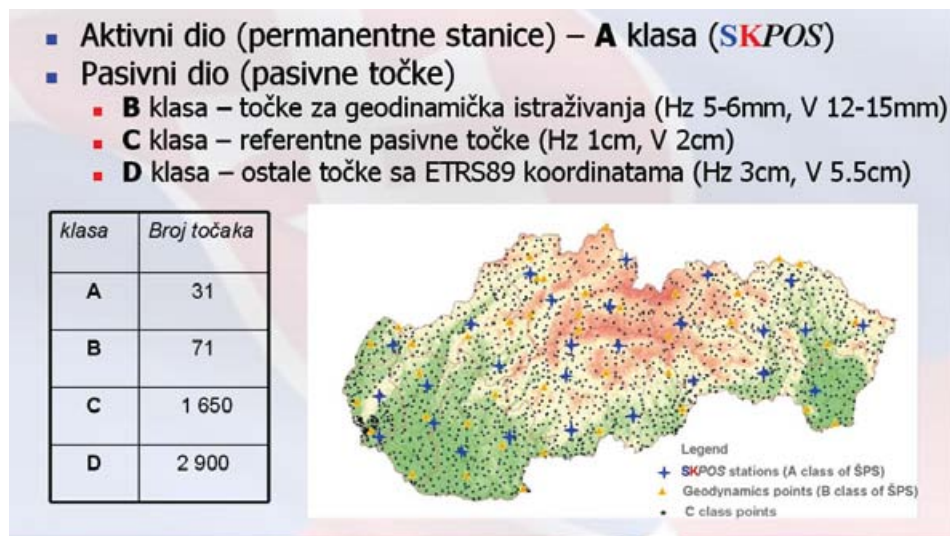 Aktivni dio (permanentne stanice) – A klasa (SKPOS)
Pasivni dio (pasivne točke)
B klasa – točke za geodinamička istraživanja (Hz 5-6mm, V 12-15mm)
C klasa – referentne pasivne točke (Hz 1cm, V 2cm)
D klasa – ostale točke sa ETRS89 koordinatama (Hz 3cm, V 5.5cm)
klasa Broj točaka
A 31
B 71
C 1 650
D 2 900
Legend
SKPOS stations (A class of ŠPS)
Geodynamics points (B class of ŠPS)
C class points